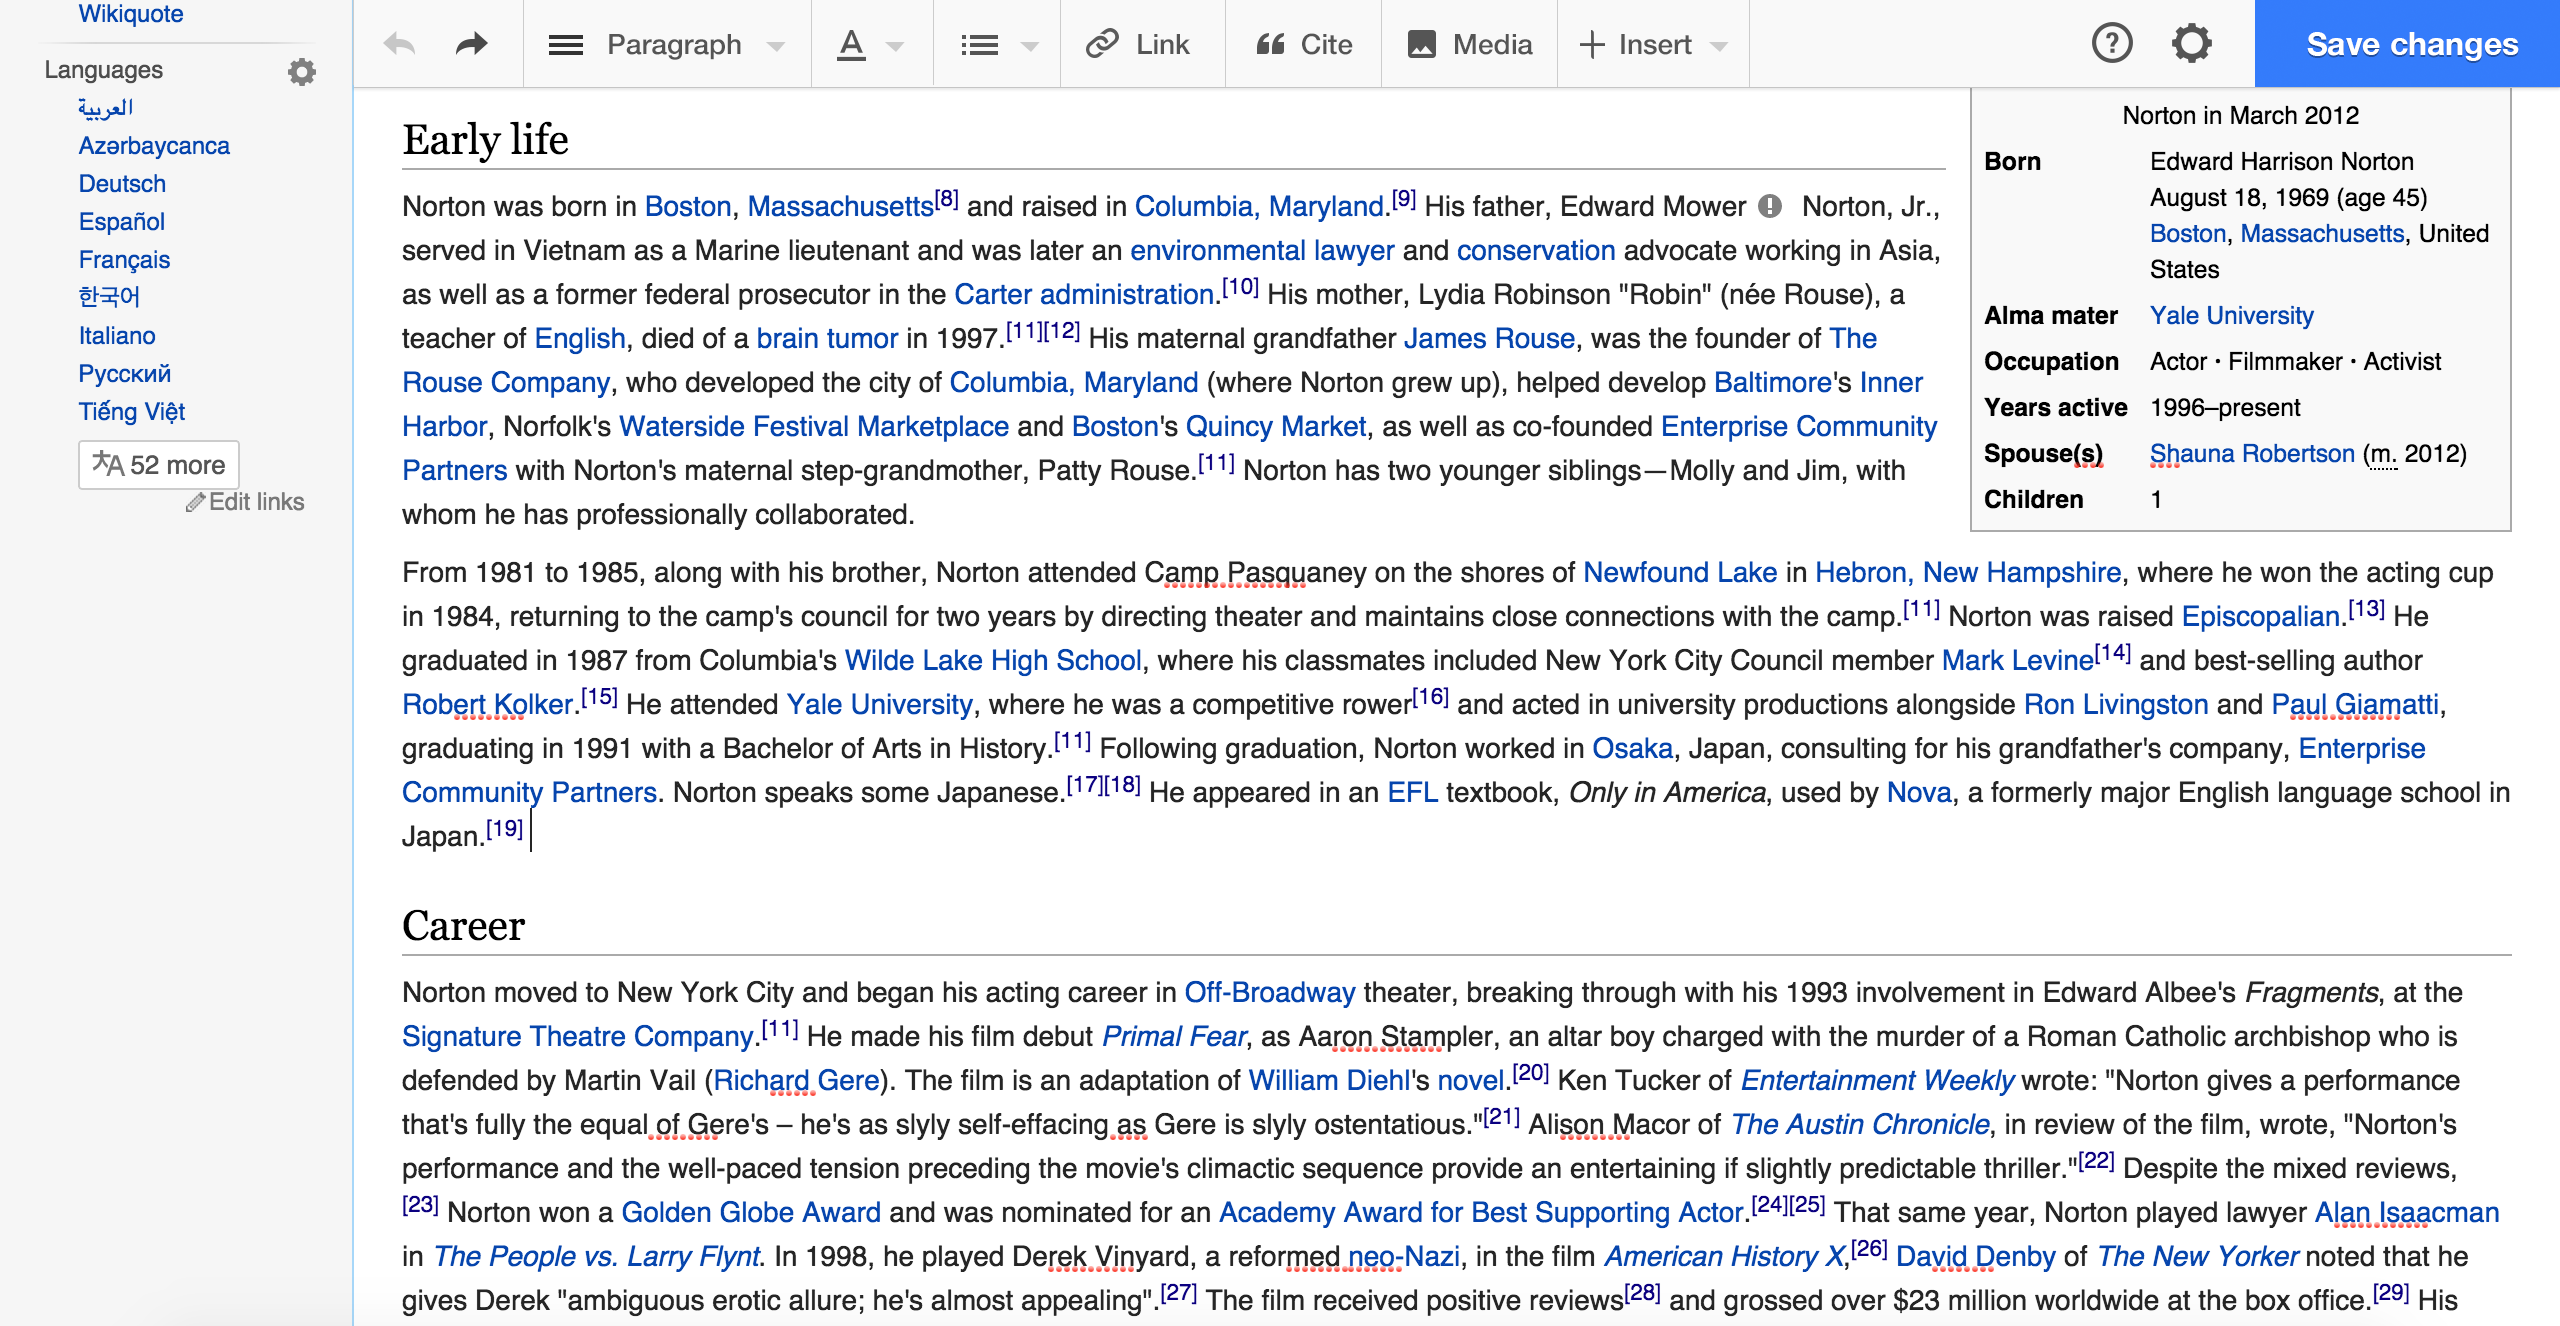 Wikiquote
Languages
العربية
Azərbaycanca
Deutsch
Español
Français
한국어
Italiano
Русский
Tiếng Việt
文A 52 more
Edit links
Paragraph
A
Link
Cite
Media
Insert
Save changes
Early life
Norton was born in Boston, Massachusetts[8] and raised in Columbia, Maryland.[9] His father, Edward Mower Norton, Jr.,
served in Vietnam as a Marine lieutenant and was later an environmental lawyer and conservation advocate working in Asia,
as well as a former federal prosecutor in the Carter administration.[10] His mother, Lydia Robinson "Robin" (née Rouse), a
teacher of English, died of a brain tumor in 1997.[11][12] His maternal grandfather James Rouse, was the founder of The
Rouse Company, who developed the city of Columbia, Maryland (where Norton grew up), helped develop Baltimore's Inner
Harbor, Norfolk's Waterside Festival Marketplace and Boston's Quincy Market, as well as co-founded Enterprise Community
Partners with Norton's maternal step-grandmother, Patty Rouse.[11] Norton has two younger siblings—Molly and Jim, with
whom he has professionally collaborated.
Norton in March 2012
Born Edward Harrison Norton
August 18, 1969 (age 45)
Boston, Massachusetts, United
States
Alma mater Yale University
Occupation Actor · Filmmaker · Activist
Years active 1996–present
Spouse(s) Shauna Robertson (m. 2012)
Children 1
From 1981 to 1985, along with his brother, Norton attended Camp Pasquaney on the shores of Newfound Lake in Hebron, New Hampshire, where he won the acting cup
in 1984, returning to the camp's council for two years by directing theater and maintains close connections with the camp.[11] Norton was raised Episcopalian.[13] He
graduated in 1987 from Columbia's Wilde Lake High School, where his classmates included New York City Council member Mark Levine[14] and best-selling author
Robert Kolker.[15] He attended Yale University, where he was a competitive rower[16] and acted in university productions alongside Ron Livingston and Paul Giamatti,
graduating in 1991 with a Bachelor of Arts in History.[11] Following graduation, Norton worked in Osaka, Japan, consulting for his grandfather's company, Enterprise
Community Partners. Norton speaks some Japanese.[17][18] He appeared in an EFL textbook, Only in America, used by Nova, a formerly major English language school in
Japan.[19]
Career
Norton moved to New York City and began his acting career in Off-Broadway theater, breaking through with his 1993 involvement in Edward Albee's Fragments, at the
Signature Theatre Company.[11] He made his film debut Primal Fear, as Aaron Stampler, an altar boy charged with the murder of a Roman Catholic archbishop who is
defended by Martin Vail (Richard Gere). The film is an adaptation of William Diehl's novel.[20] Ken Tucker of Entertainment Weekly wrote: "Norton gives a performance
that's fully the equal of Gere's – he's as slyly self-effacing as Gere is slyly ostentatious."[21] Alison Macor of The Austin Chronicle, in review of the film, wrote, "Norton's
performance and the well-paced tension preceding the movie's climactic sequence provide an entertaining if slightly predictable thriller."[22] Despite the mixed reviews,
[23] Norton won a Golden Globe Award and was nominated for an Academy Award for Best Supporting Actor.[24][25] That same year, Norton played lawyer Alan Isaacman
in The People vs. Larry Flynt. In 1998, he played Derek Vinyard, a reformed neo-Nazi, in the film American History X,[26] David Denby of The New Yorker noted that he
gives Derek "ambiguous erotic allure; he's almost appealing".[27] The film received positive reviews[28] and grossed over $23 million worldwide at the box office.[29] His